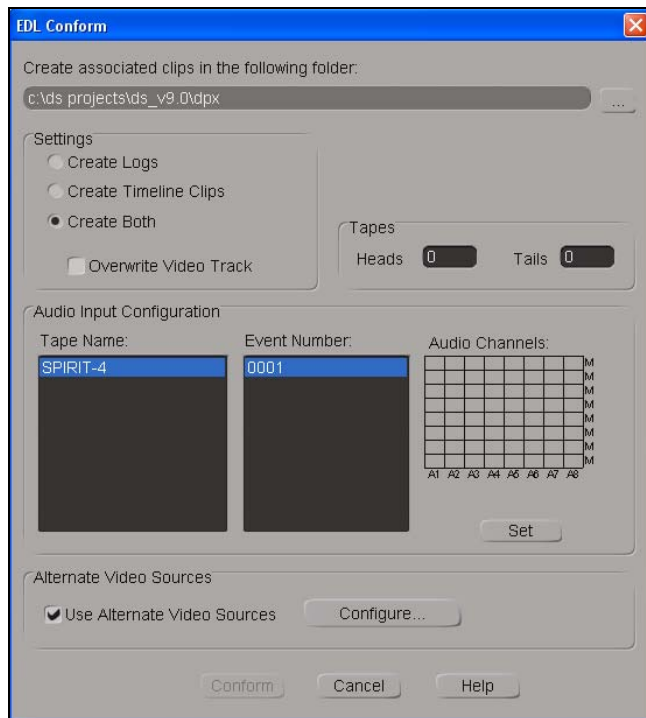 EDL Conform
Create associated clips in the following folder:
c:\ds projects\ds_v9.0\dpx
...
Settings
Create Logs
Create Timeline Clips
Create Both
Overwrite Video Track
Tapes
Heads 0 Tails 0
Audio Input Configuration
Tape Name: Event Number: Audio Channels:
SPIRIT-4 0001
M
M
M
M
M
M
M
M
A1 A2 A3 A4 A5 A6 A7 A8
Set
Alternate Video Sources
Use Alternate Video Sources Configure...
Conform Cancel Help